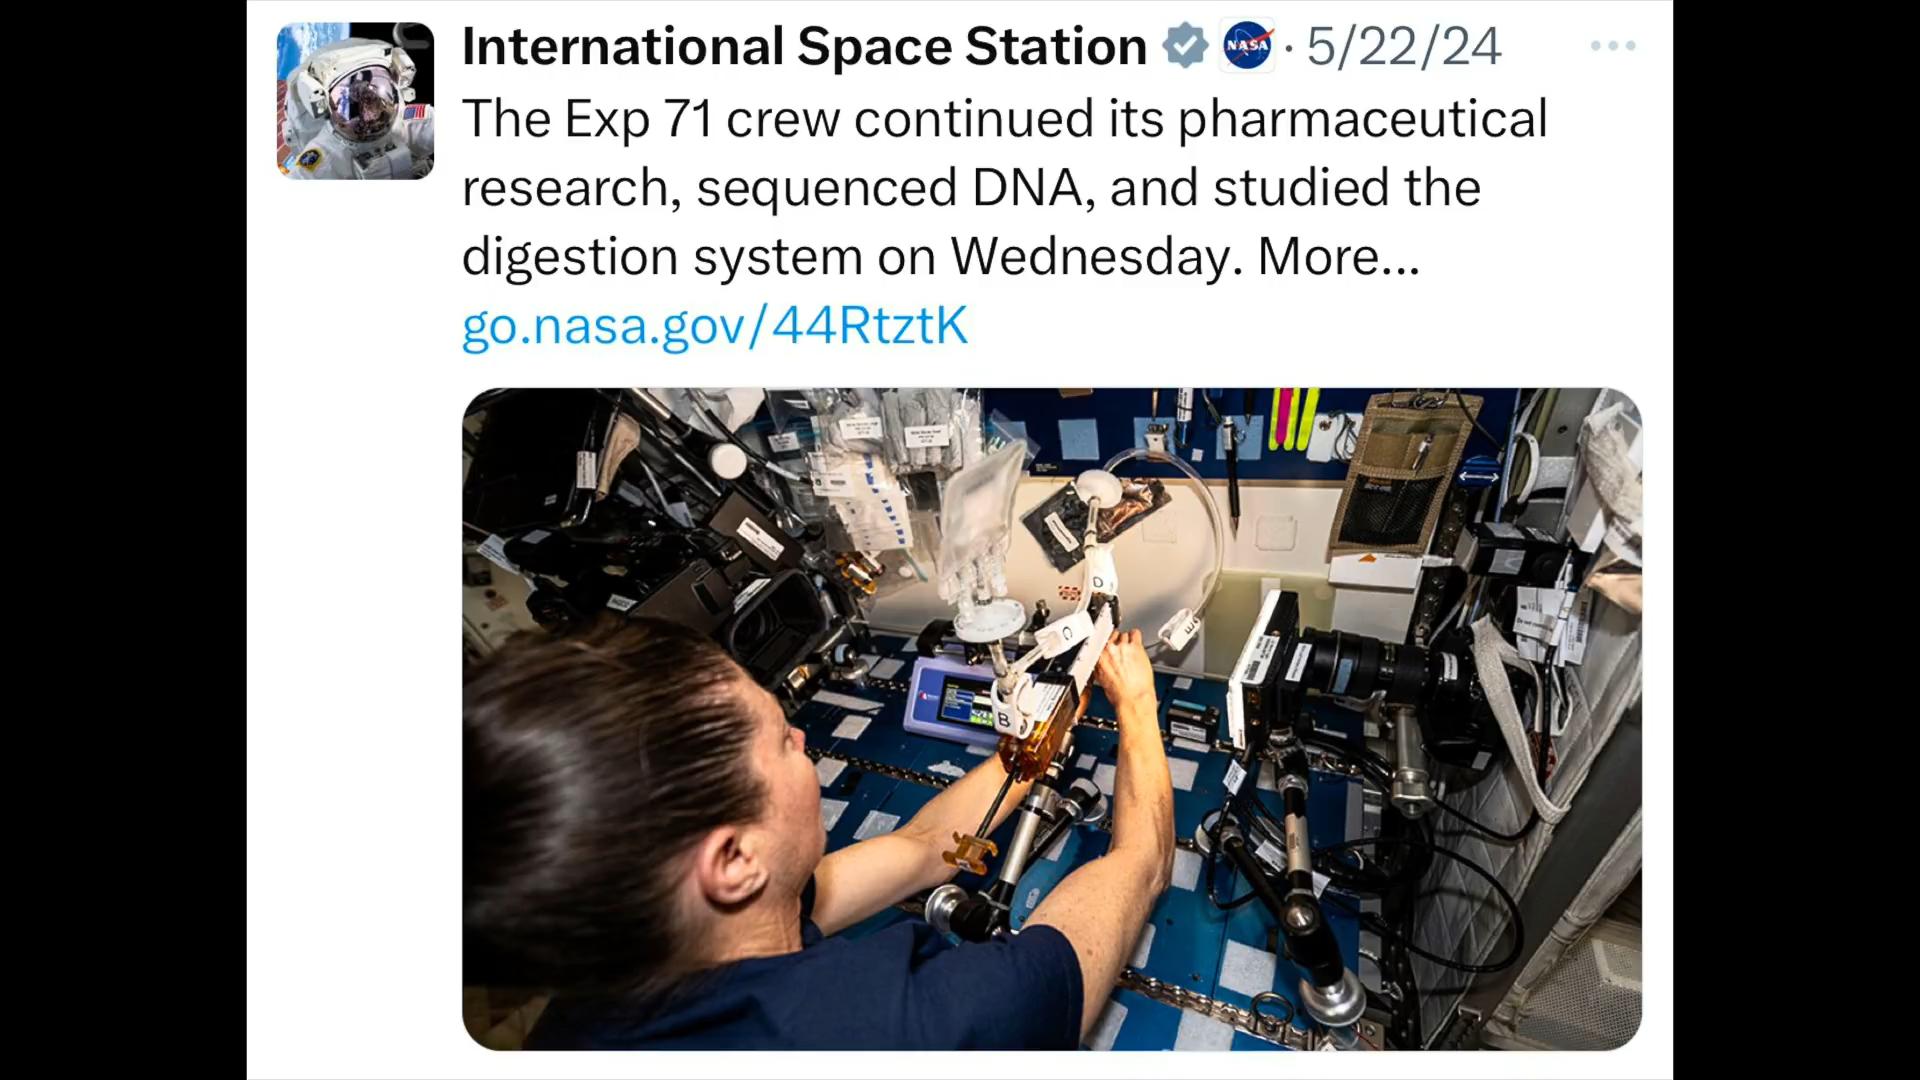 International Space Station NASA · 5/22/24
The Exp 71 crew continued its pharmaceutical
research, sequenced DNA, and studied the
digestion system on Wednesday. More...
go.nasa.gov/44RtztK
D
C
B